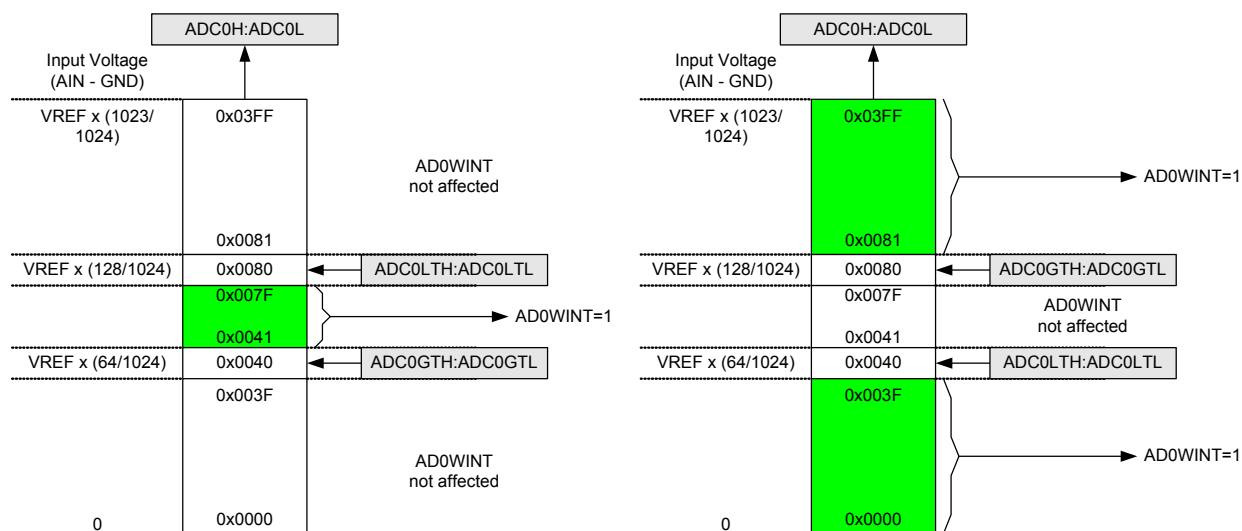 ADC0H:ADC0L
Input Voltage
(AIN - GND)
VREF x (1023/
1024)
0x03FF
AD0WINT
not affected
0x0081
VREF x (128/1024)
0x0080
ADC0LTH:ADC0LTL
0x007F
AD0WINT=1
0x0041
VREF x (64/1024)
0x0040
ADC0GTH:ADC0GTL
0x003F
AD0WINT
not affected
0
0x0000
ADC0H:ADC0L
Input Voltage
(AIN - GND)
VREF x (1023/
1024)
0x03FF
AD0WINT=1
0x0081
VREF x (128/1024)
0x0080
ADC0GTH:ADC0GTL
0x007F
AD0WINT
not affected
0x0041
VREF x (64/1024)
0x0040
ADC0LTH:ADC0LTL
0x003F
AD0WINT=1
0
0x0000